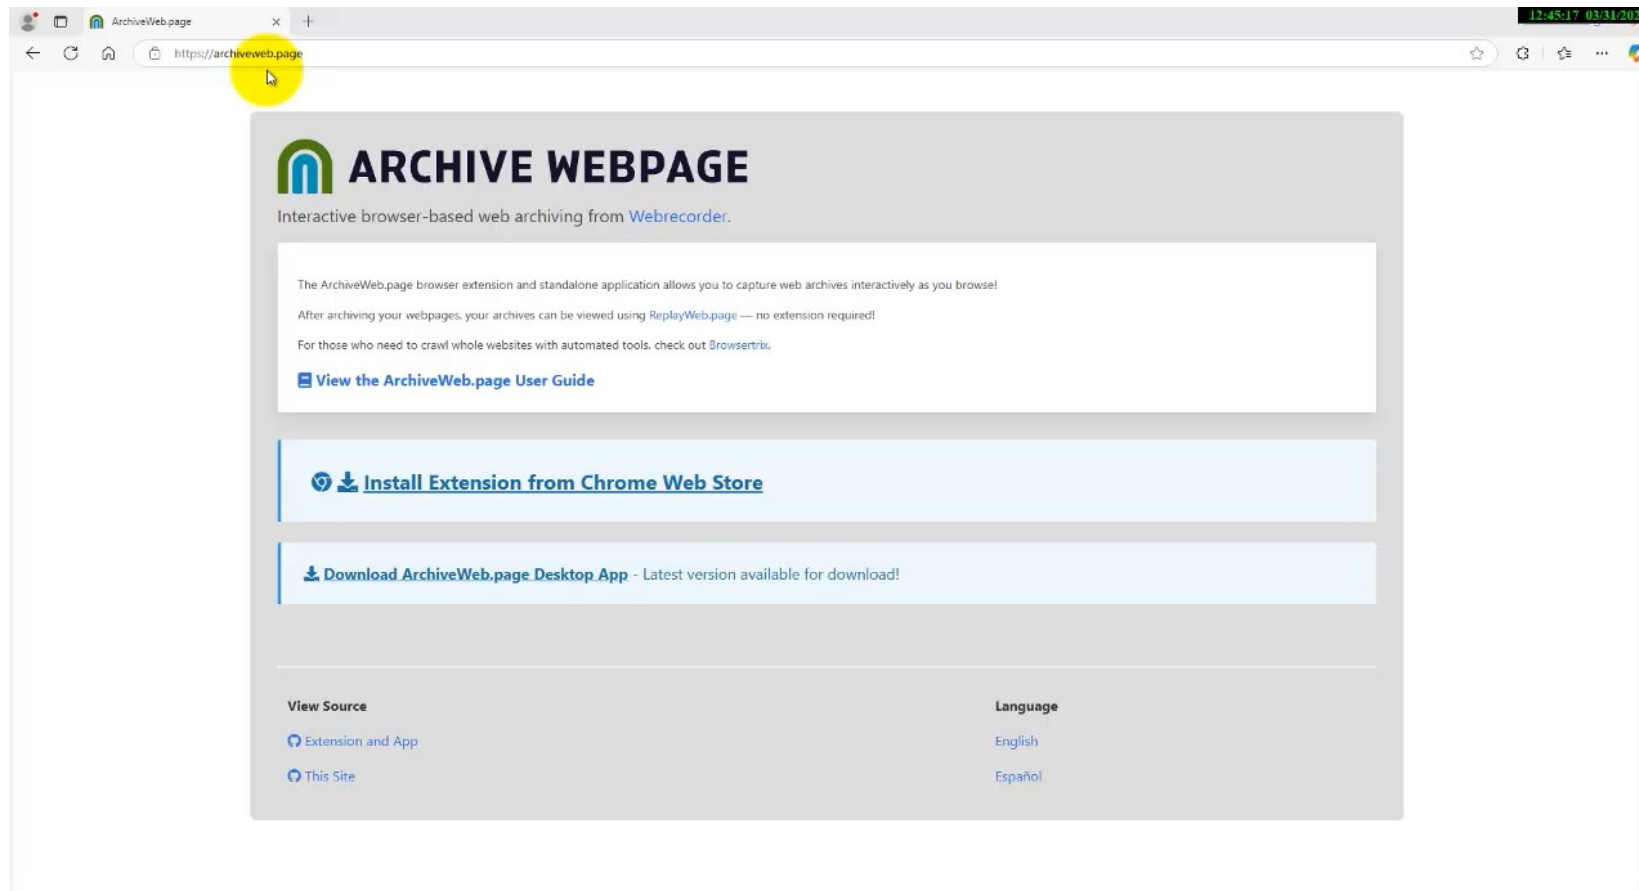 ArchiveWeb.page
12:45:17 03/31/202
https://archiveweb.page
ARCHIVE WEBPAGE
Interactive browser-based web archiving from Webrecorder.
The ArchiveWeb.page browser extension and standalone application allows you to capture web archives interactively as you browse!
After archiving your webpages, your archives can be viewed using ReplayWeb.page — no extension required!
For those who need to crawl whole websites with automated tools, check out Browsertrix.
View the ArchiveWeb.page User Guide
Install Extension from Chrome Web Store
Download ArchiveWeb.page Desktop App - Latest version available for download!
View Source
Extension and App
This Site
Language
English
Español